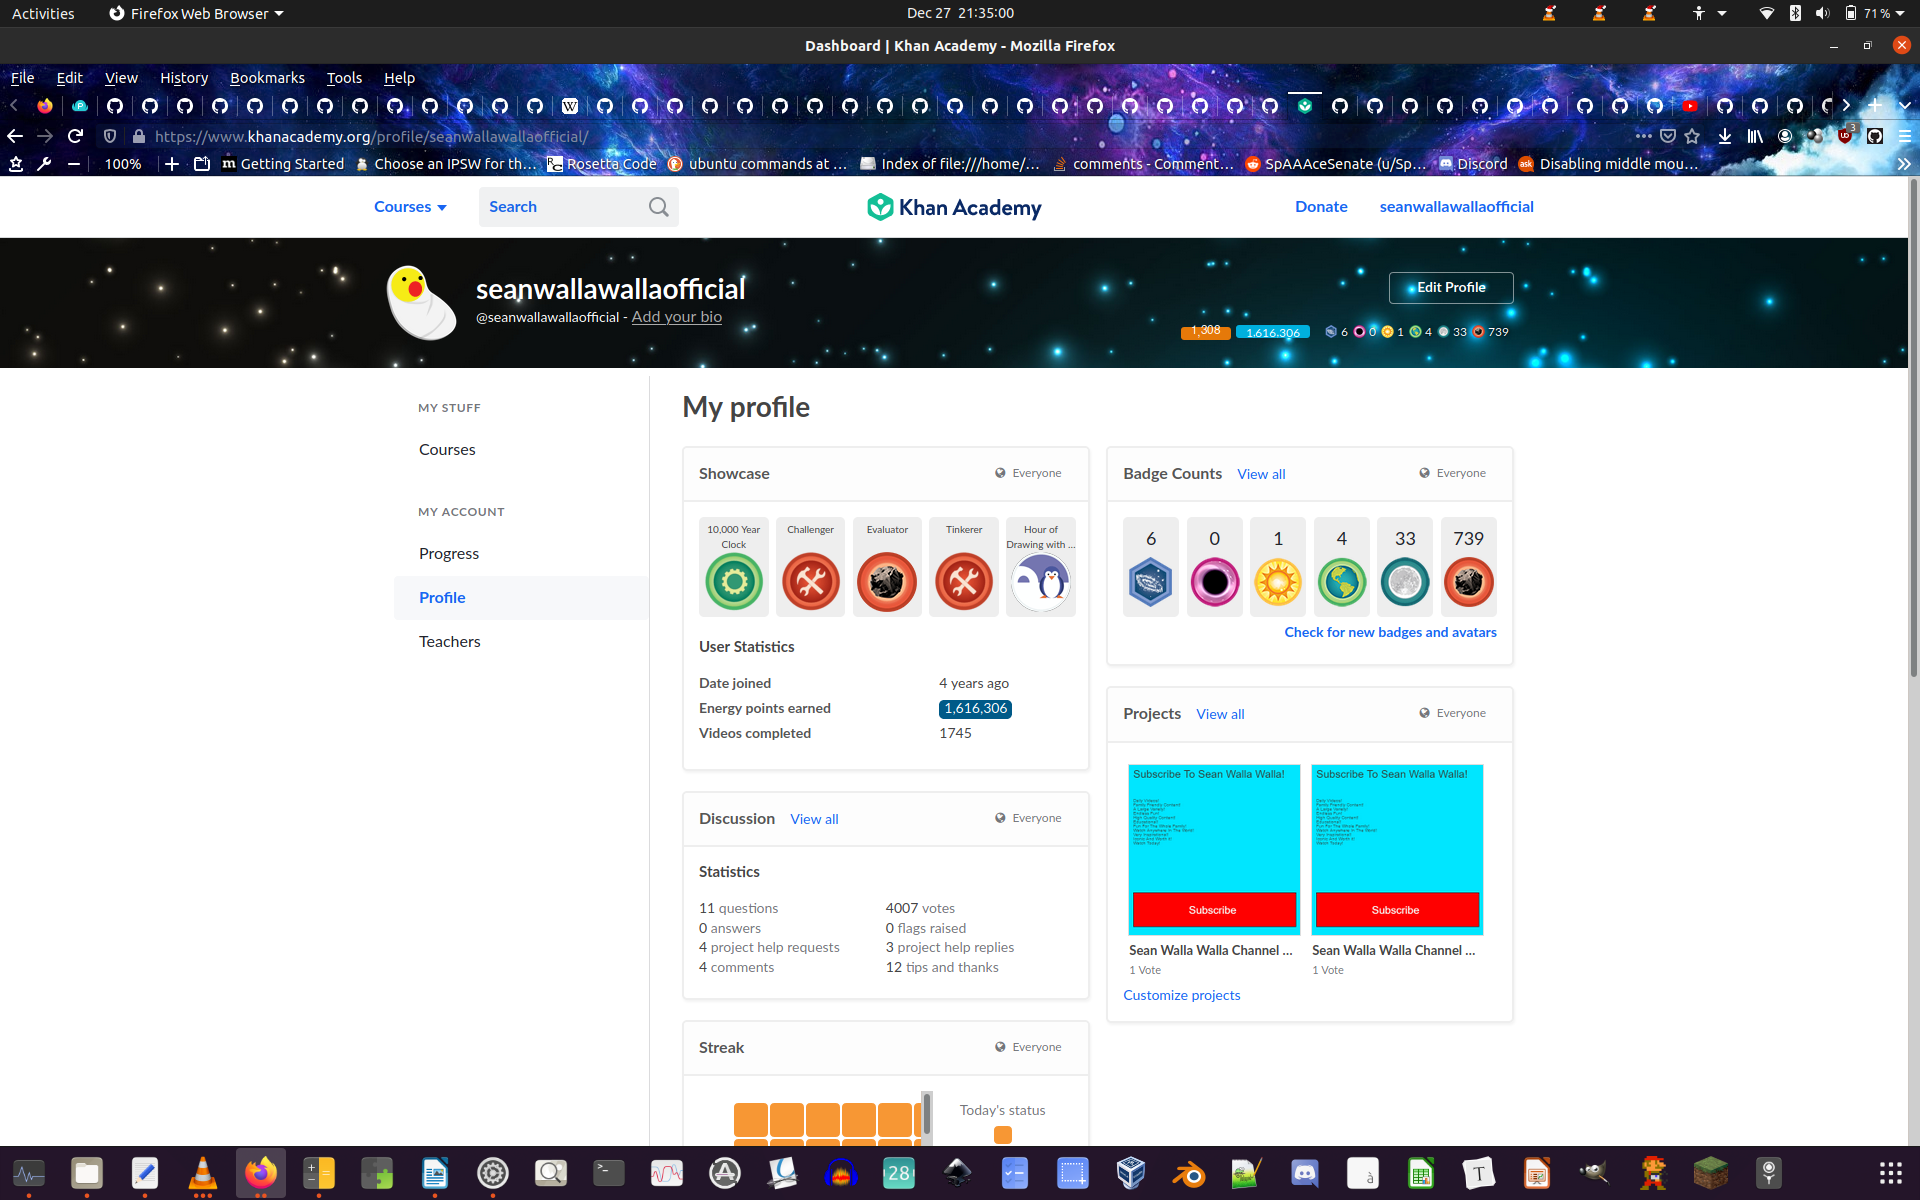 Activities Firefox Web Browser Dec 27 21:35:00 71 %
Dashboard | Khan Academy - Mozilla Firefox
File Edit View History Bookmarks Tools Help
https://www.khanacademy.org/profile/seanwallawallaofficial/ 3
100% Getting Started Choose an IPSW for th… Rosetta Code ubuntu commands at … Index of file:///home/… comments - Comment… SpAAAceSenate (u/Sp… Discord Disabling middle mou…
Courses Search Khan Academy Donate seanwallawallaofficial
seanwallawallaofficial
Edit Profile
@seanwallawallaofficial - Add your bio
1,308 1,616,306 6 0 1 4 33 739
MY STUFF
Courses
MY ACCOUNT
Progress
Profile
Teachers
My profile
Showcase Everyone
10,000 Year Clock
Challenger
Evaluator
Tinkerer
Hour of Drawing with ...
User Statistics
Date joined 4 years ago
Energy points earned 1,616,306
Videos completed 1745
Discussion View all Everyone
Statistics
11 questions 4007 votes
0 answers 0 flags raised
4 project help requests 3 project help replies
4 comments 12 tips and thanks
Streak Everyone
Today's status
Badge Counts View all Everyone
6 0 1 4 33 739
Check for new badges and avatars
Projects View all Everyone
Subscribe To Sean Walla Walla! Subscribe To Sean Walla Walla!
Subscribe Subscribe
Sean Walla Walla Channel ... Sean Walla Walla Channel ...
1 Vote 1 Vote
Customize projects
28